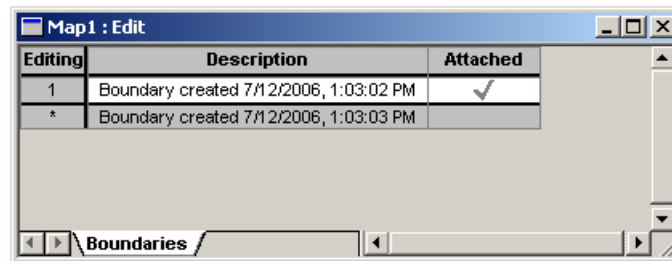 Map1 : Edit
Editing Description Attached
1 Boundary created 7/12/2006, 1:03:02 PM
* Boundary created 7/12/2006, 1:03:03 PM
Boundaries